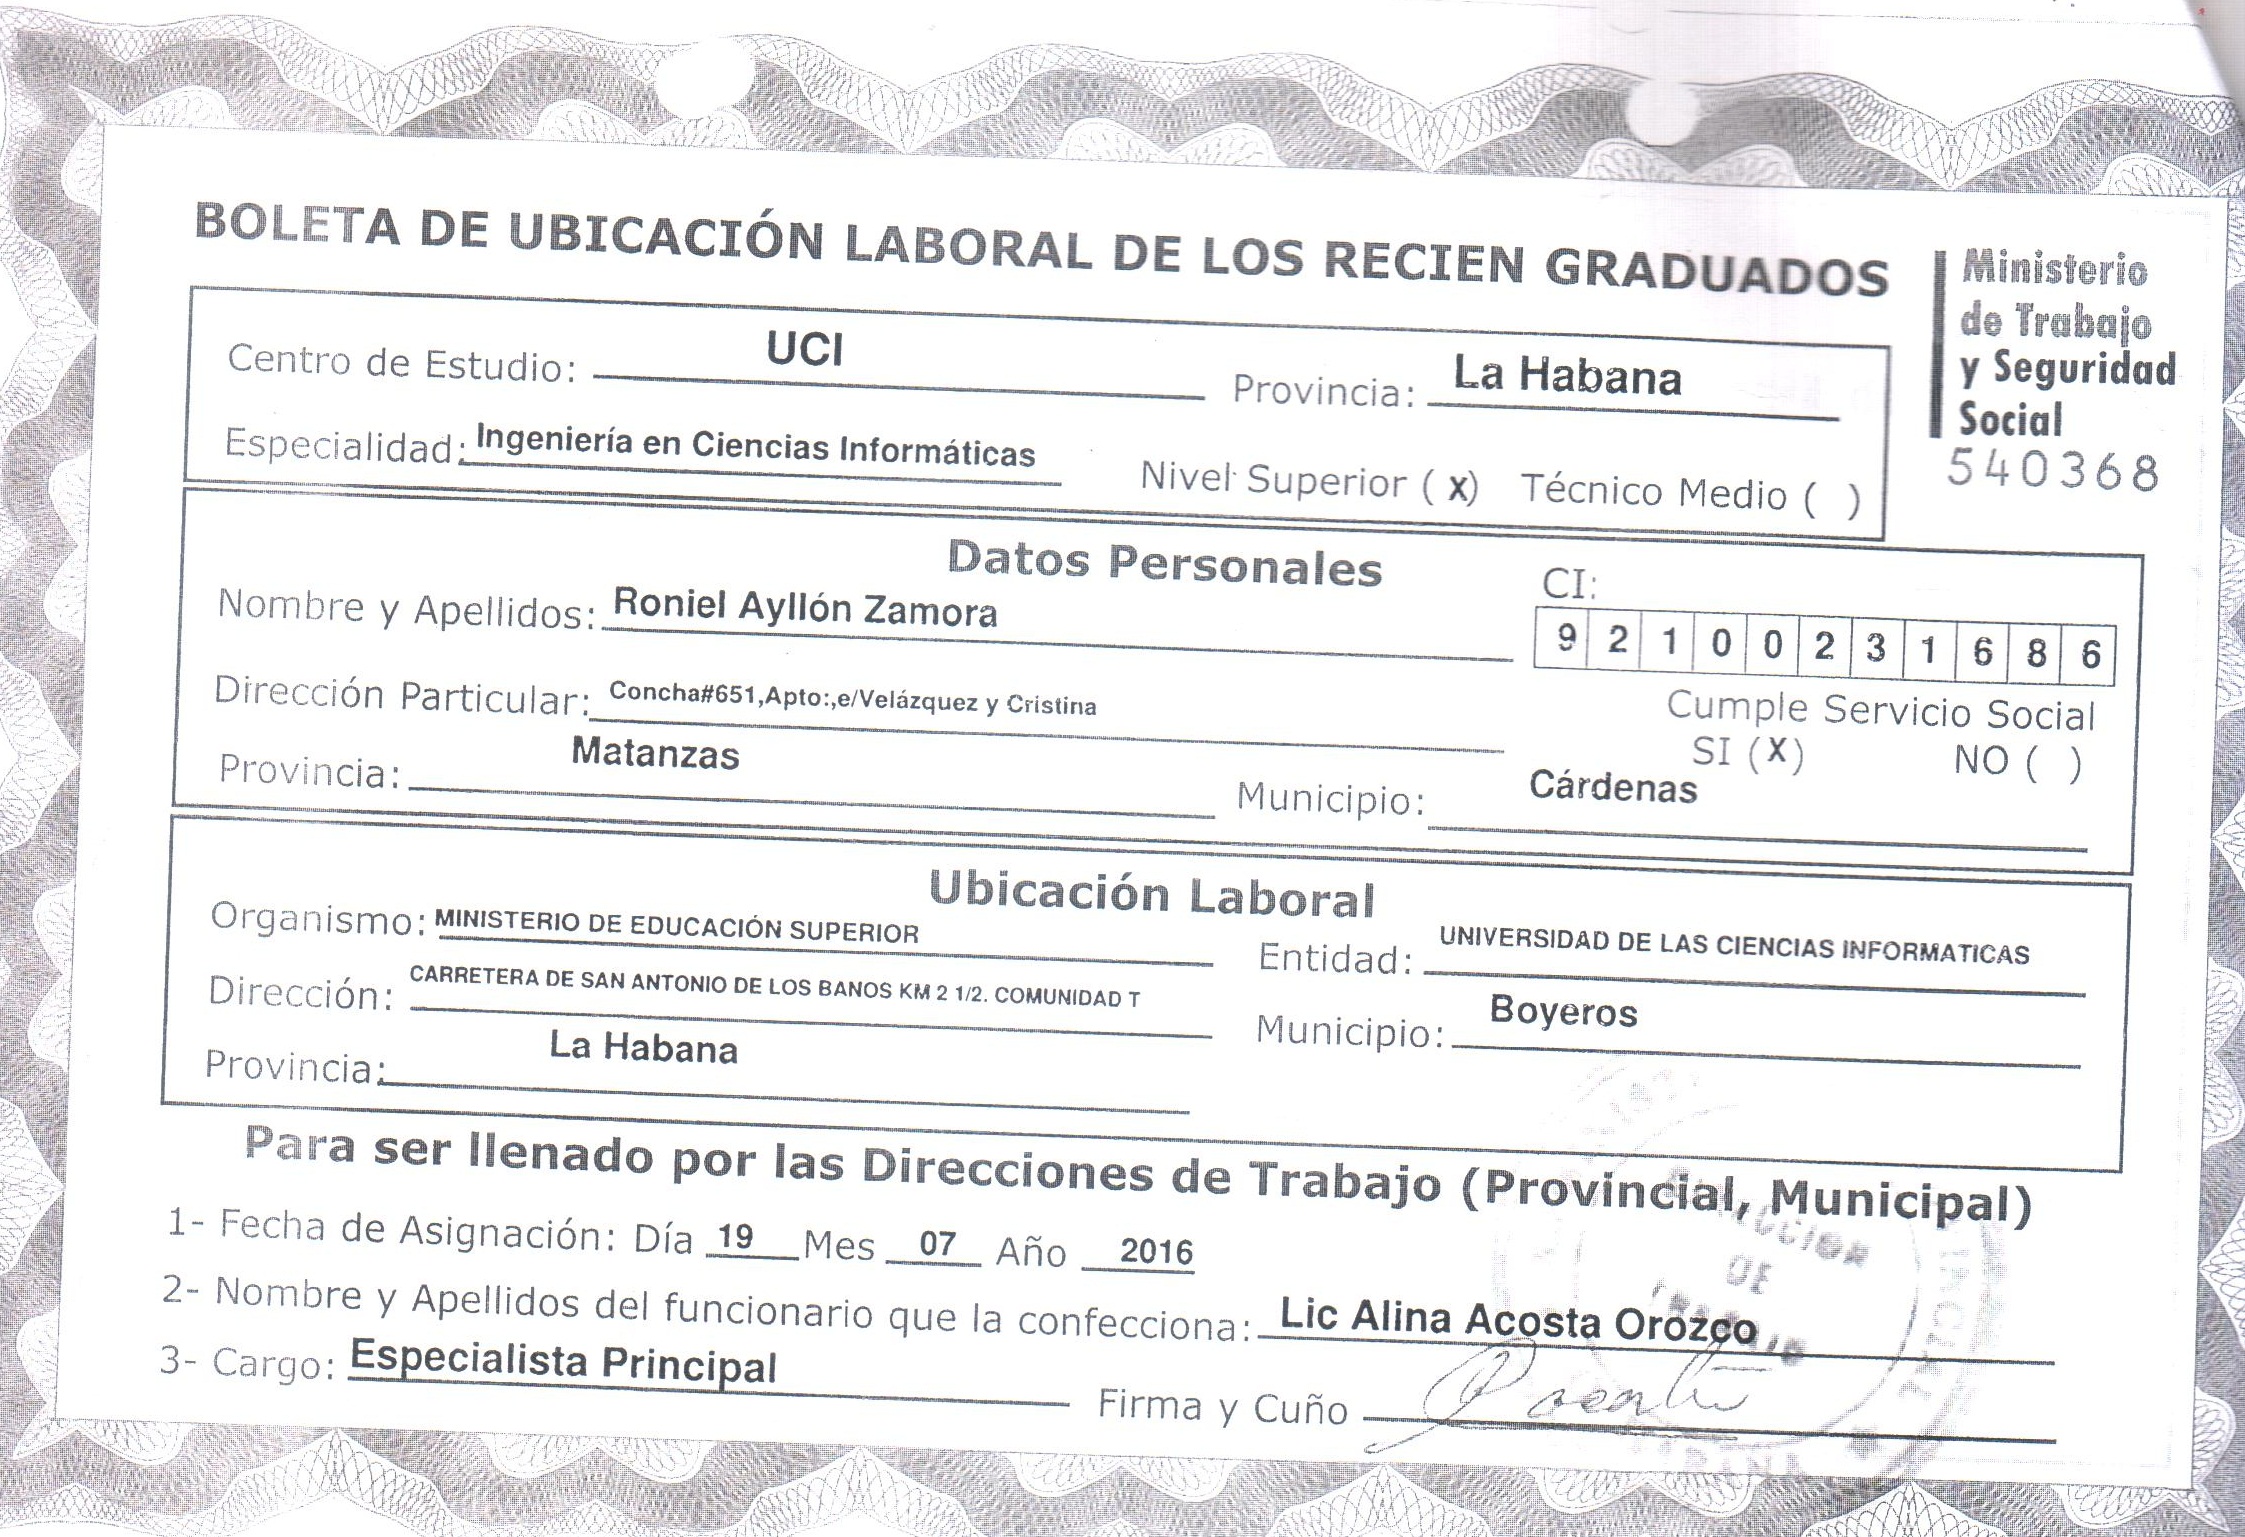 BOLETA DE UBICACIÓN LABORAL DE LOS RECIEN GRADUADOS
Ministerio
de Trabajo
y Seguridad
Social
540368
Centro de Estudio: UCI Provincia: La Habana
Especialidad: Ingeniería en Ciencias Informáticas Nivel Superior (x) Técnico Medio ( )
Datos Personales
CI:
Nombre y Apellidos: Roniel Ayllón Zamora 9 2 1 0 0 2 3 1 6 8 6
Dirección Particular: Concha#651,Apto:,e/Velázquez y Cristina Cumple Servicio Social
SI (X) NO ( )
Provincia: Matanzas Municipio: Cárdenas
Ubicación Laboral
Organismo: MINISTERIO DE EDUCACIÓN SUPERIOR Entidad: UNIVERSIDAD DE LAS CIENCIAS INFORMATICAS
Dirección: CARRETERA DE SAN ANTONIO DE LOS BANOS KM 2 1/2. COMUNIDAD T Municipio: Boyeros
Provincia: La Habana
Para ser llenado por las Direcciones de Trabajo (Provincial, Municipal)
1- Fecha de Asignación: Día 19 Mes 07 Año 2016
2- Nombre y Apellidos del funcionario que la confecciona: Lic Alina Acosta Orozco
3- Cargo: Especialista Principal Firma y Cuño
DE